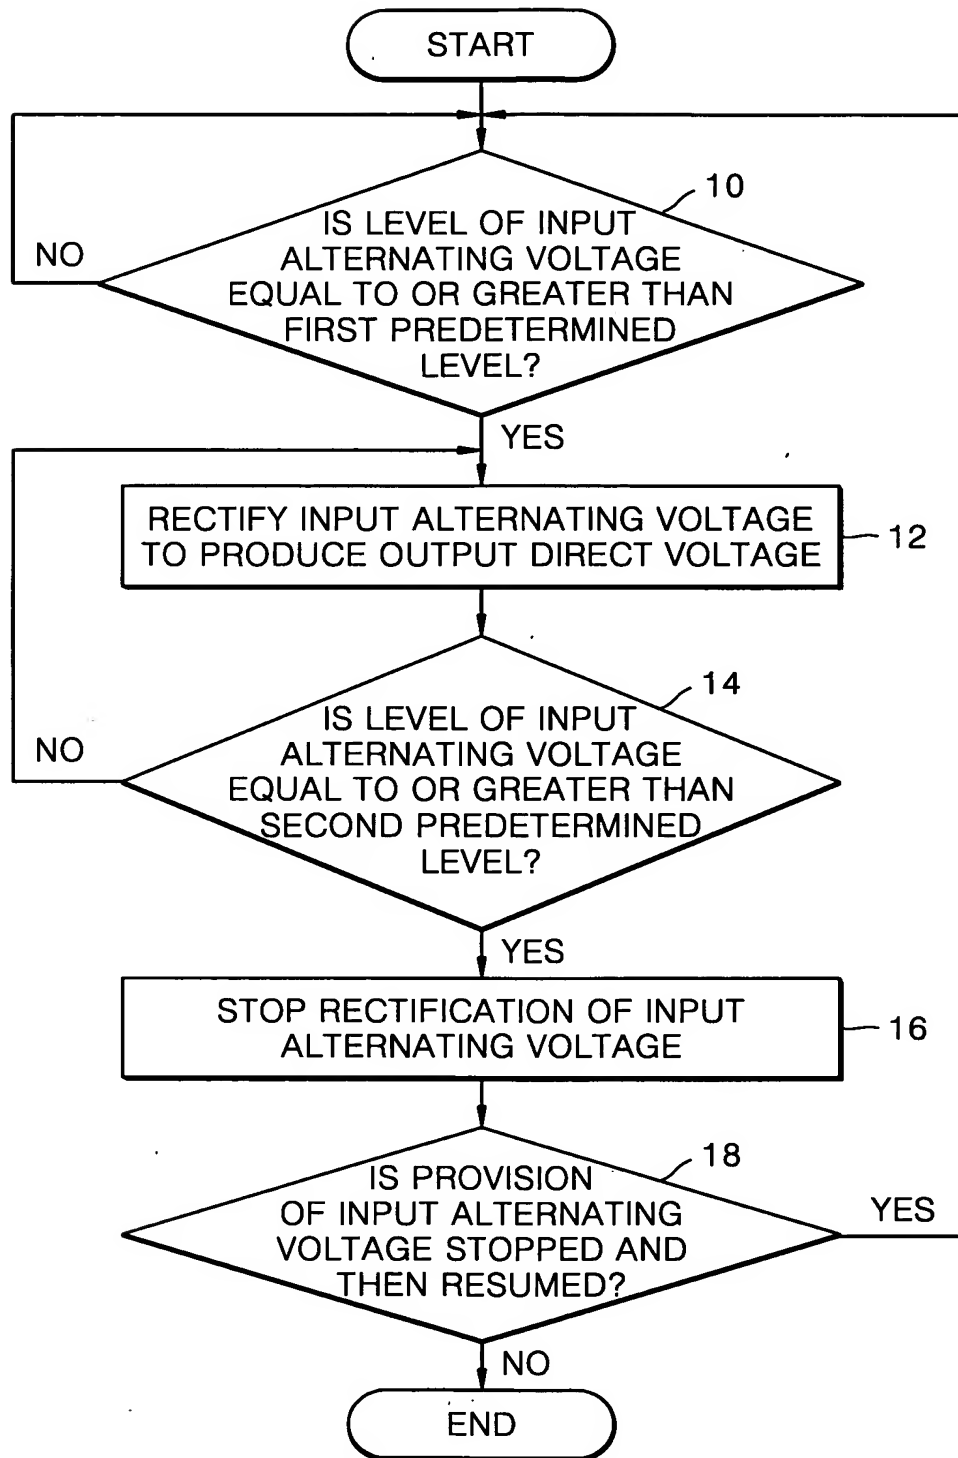 START
10
IS LEVEL OF INPUT
ALTERNATING VOLTAGE
EQUAL TO OR GREATER THAN
FIRST PREDETERMINED
LEVEL?
NO
YES
RECTIFY INPUT ALTERNATING VOLTAGE
TO PRODUCE OUTPUT DIRECT VOLTAGE
12
14
IS LEVEL OF INPUT
ALTERNATING VOLTAGE
EQUAL TO OR GREATER THAN
SECOND PREDETERMINED
LEVEL?
NO
YES
STOP RECTIFICATION OF INPUT
ALTERNATING VOLTAGE
16
18
IS PROVISION
OF INPUT ALTERNATING
VOLTAGE STOPPED AND
THEN RESUMED?
YES
NO
END